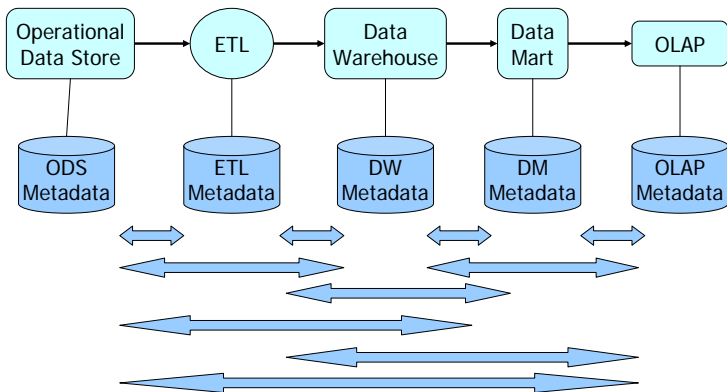 Operational
Data Store
ETL
Data
Warehouse
Data
Mart
OLAP
ODS
Metadata
ETL
Metadata
DW
Metadata
DM
Metadata
OLAP
Metadata